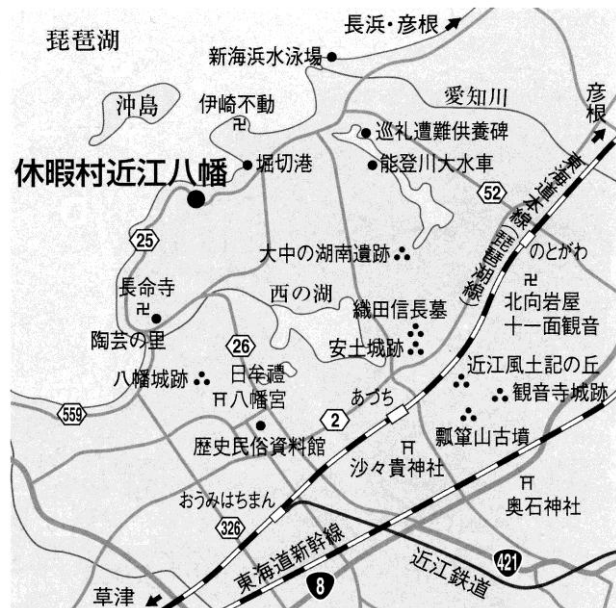 琵琶湖
長浜・彦根
新海浜水泳場
沖島
伊崎不動
愛知川
彦根
巡礼遭難供養碑
堀切港
能登川大水車
休暇村近江八幡
東海道本線(琵琶湖線)
52
25
のとがわ
大中の湖南遺跡
長命寺
西の湖
北向岩屋
十一面観音
織田信長墓
陶芸の里
26
安土城跡
近江風土記の丘
八幡城跡
日牟禮
八幡宮
あづち
観音寺城跡
559
2
瓢箪山古墳
歴史民俗資料館
沙々貴神社
奥石神社
おうみはちまん
326
東海道新幹線
421
8
近江鉄道
草津